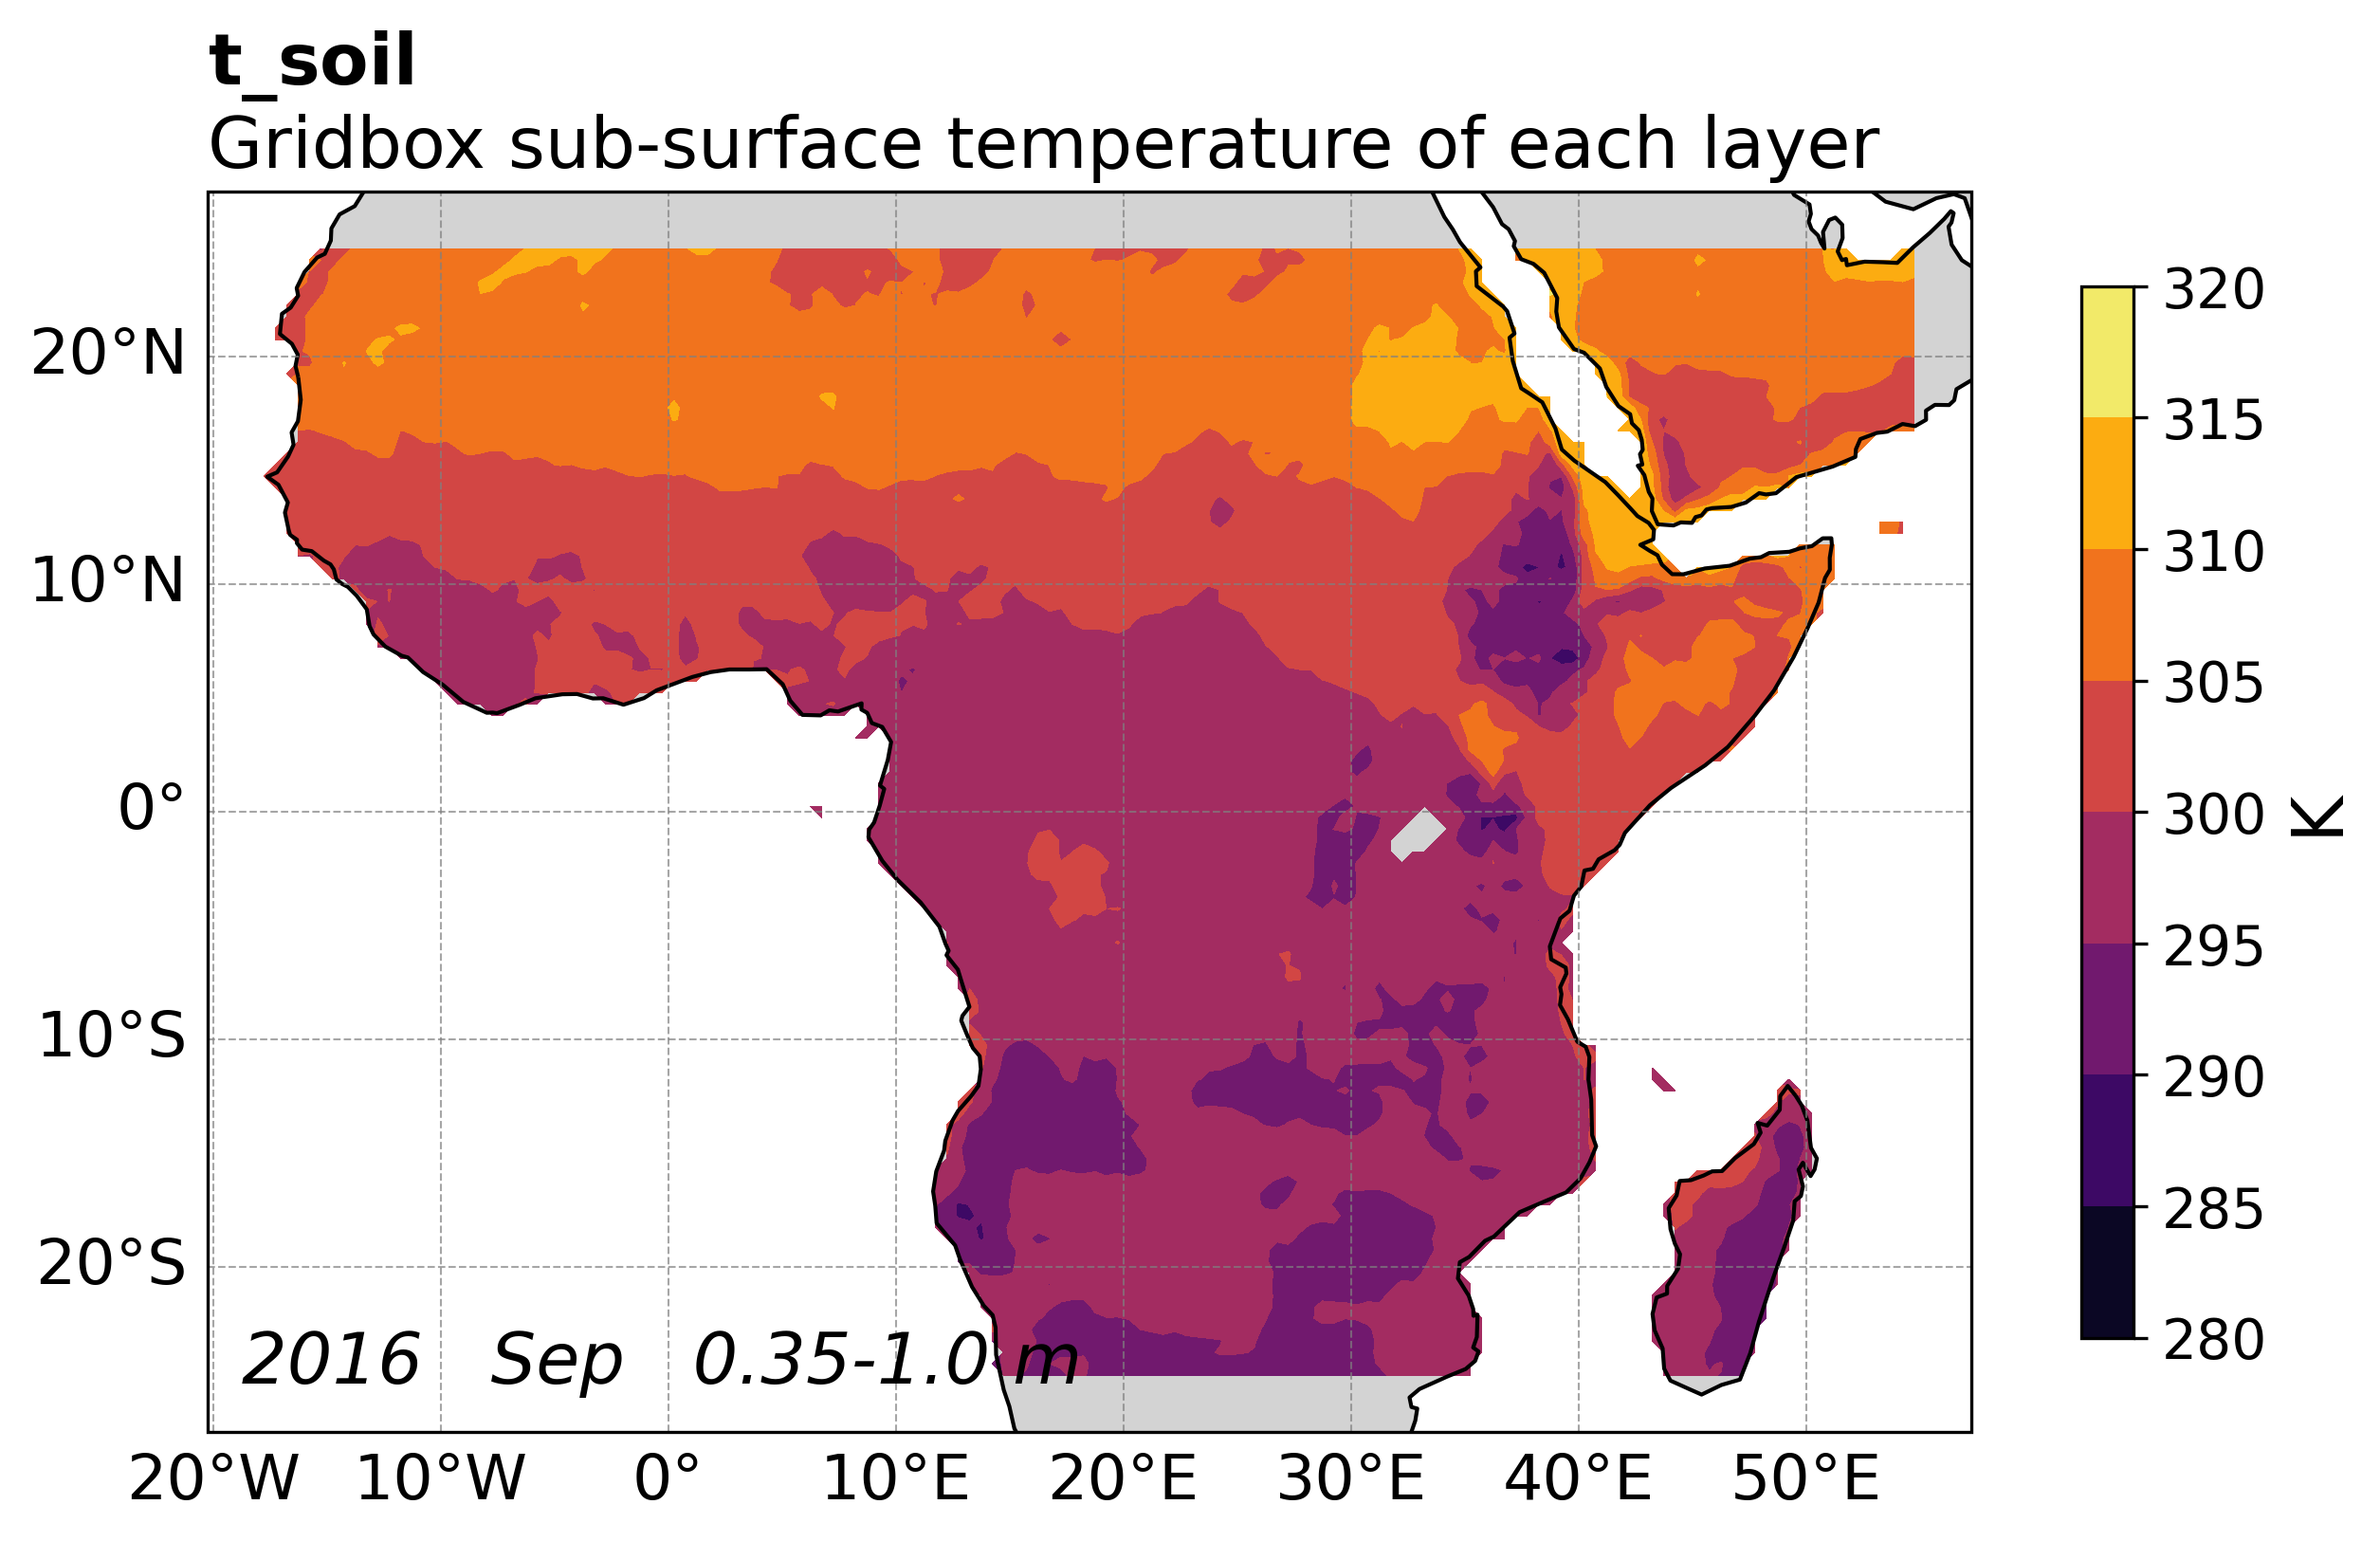 t_soil
Gridbox sub-surface temperature of each layer
20°N
10°N
0°
10°S
20°S
2016 Sep 0.35-1.0 m
20°W 10°W 0° 10°E 20°E 30°E 40°E 50°E
320
315
310
305
300
295
290
285
280
K